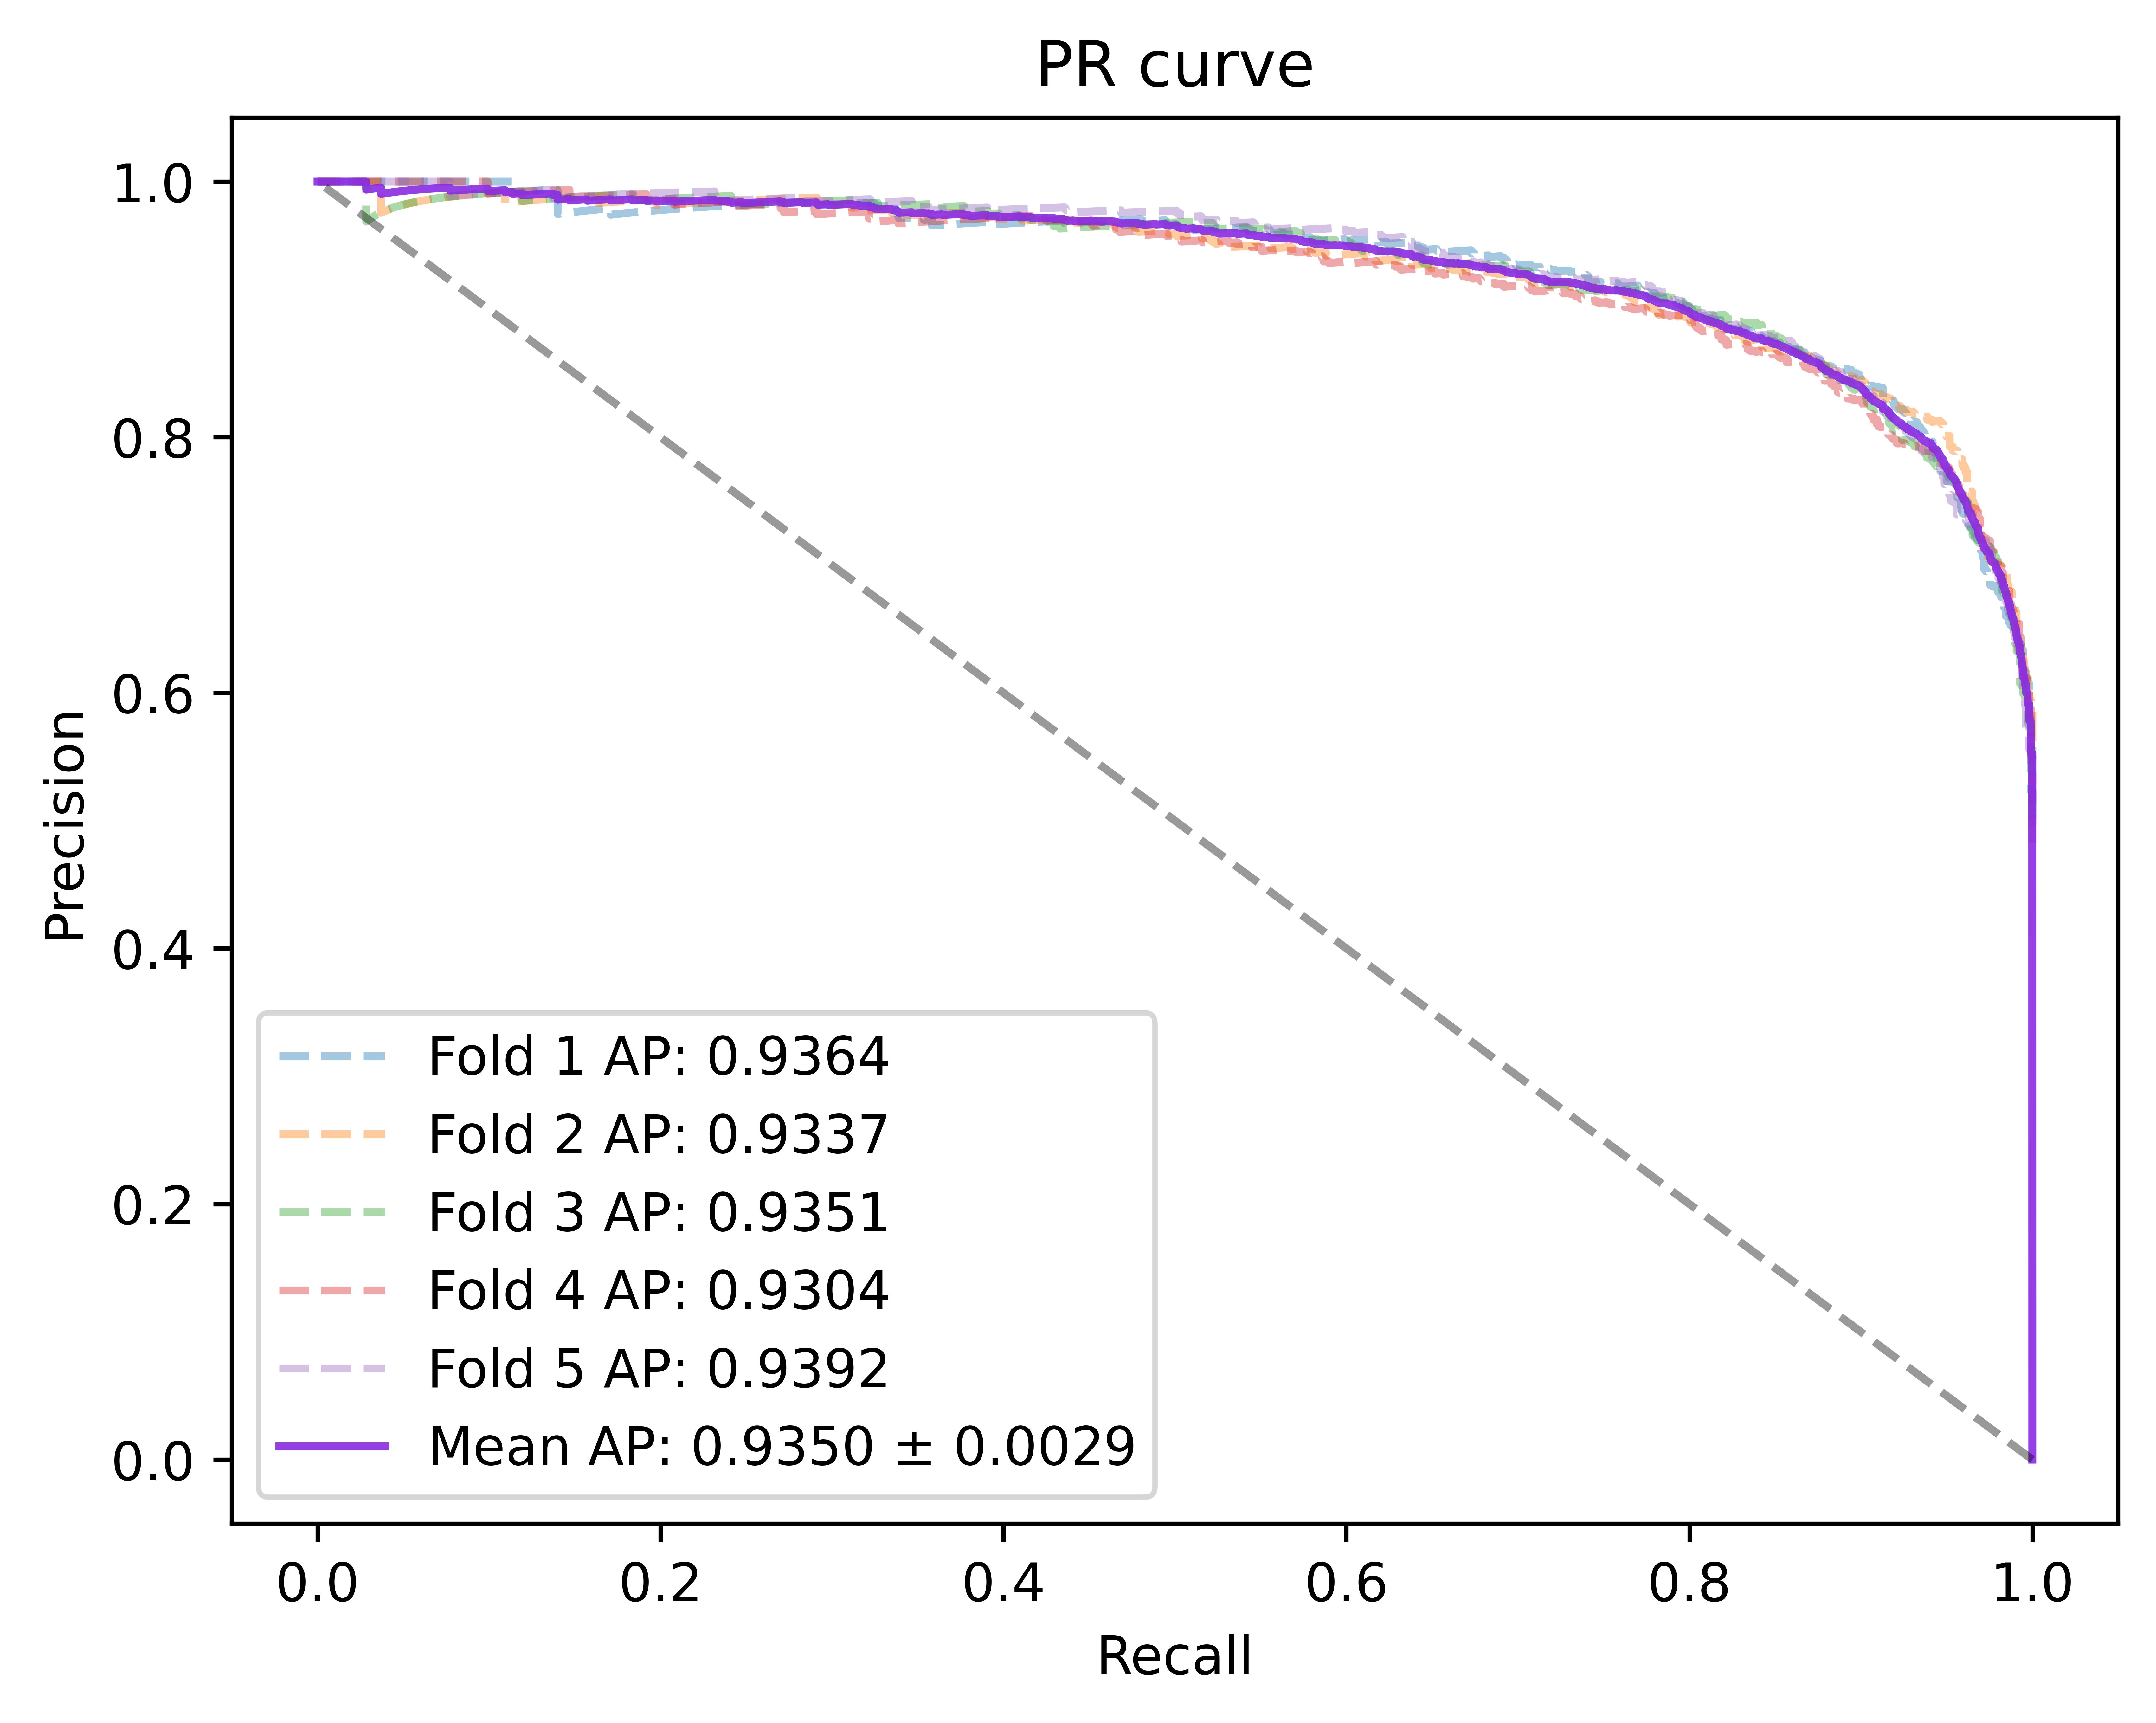 PR curve
1.0
0.8
0.6
0.4
0.2
0.0
Precision
Fold 1 AP: 0.9364
Fold 2 AP: 0.9337
Fold 3 AP: 0.9351
Fold 4 AP: 0.9304
Fold 5 AP: 0.9392
Mean AP: 0.9350 ± 0.0029
0.0 0.2 0.4 0.6 0.8 1.0
Recall